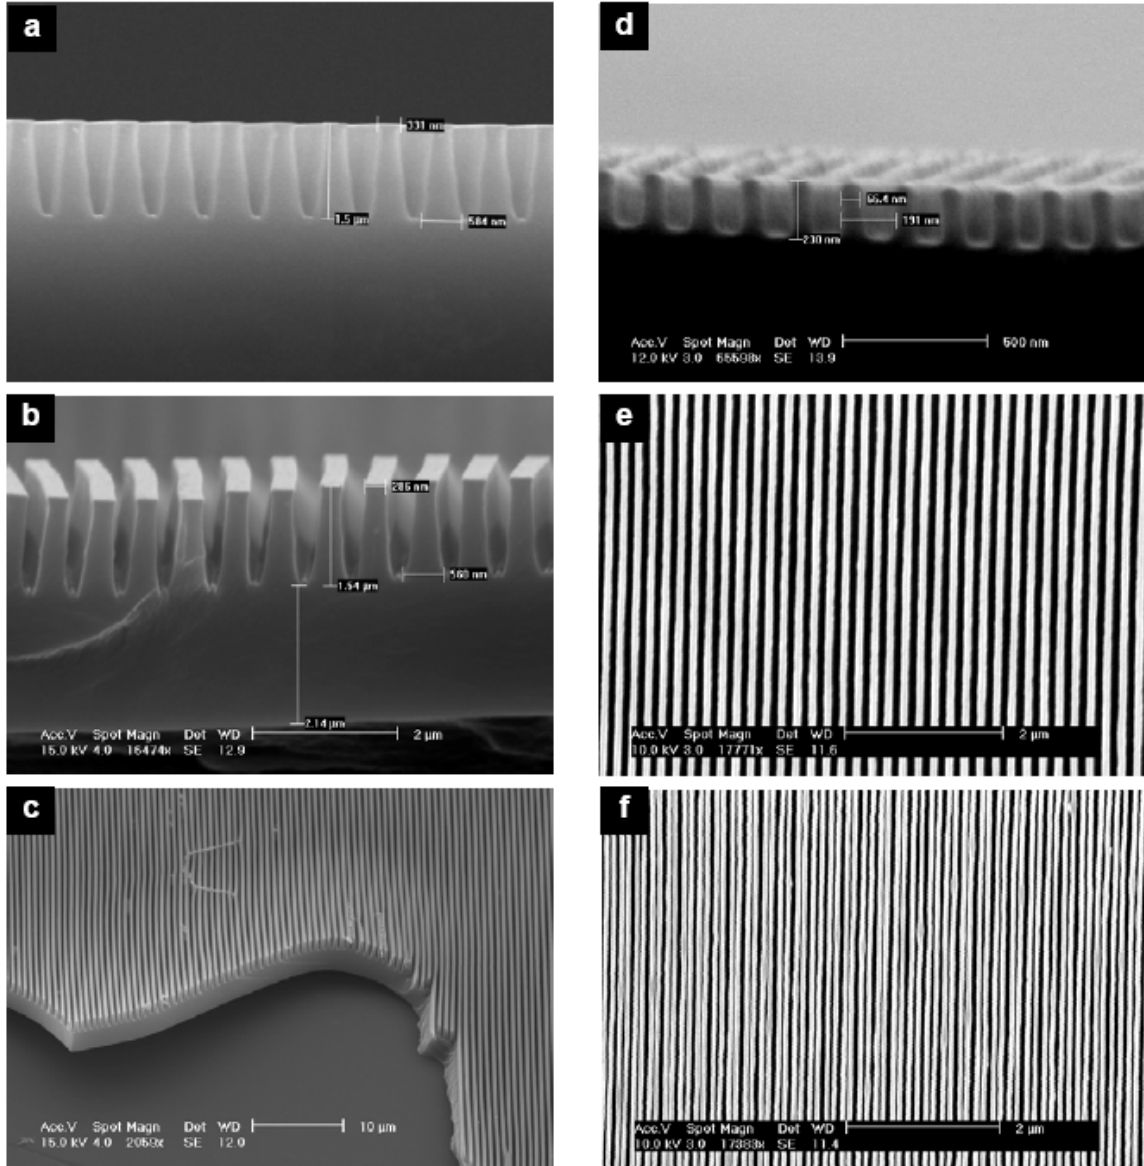 a
331 nm
1.5 µm
584 nm
b
286 nm
1.54 µm
560 nm
2.14 µm
Acc.V Spot Magn Det WD
15.0 kV 4.0 16474x SE 12.9
2 µm
c
Acc.V Spot Magn Det WD
15.0 kV 4.0 2059x SE 12.0
10 µm
d
65.4 nm
191 nm
230 nm
Acc.V Spot Magn Det WD
12.0 kV 3.0 65598x SE 13.9
500 nm
e
Acc.V Spot Magn Det WD
10.0 kV 3.0 17771x SE 11.6
2 µm
f
Acc.V Spot Magn Det WD
10.0 kV 3.0 17383x SE 11.4
2 µm